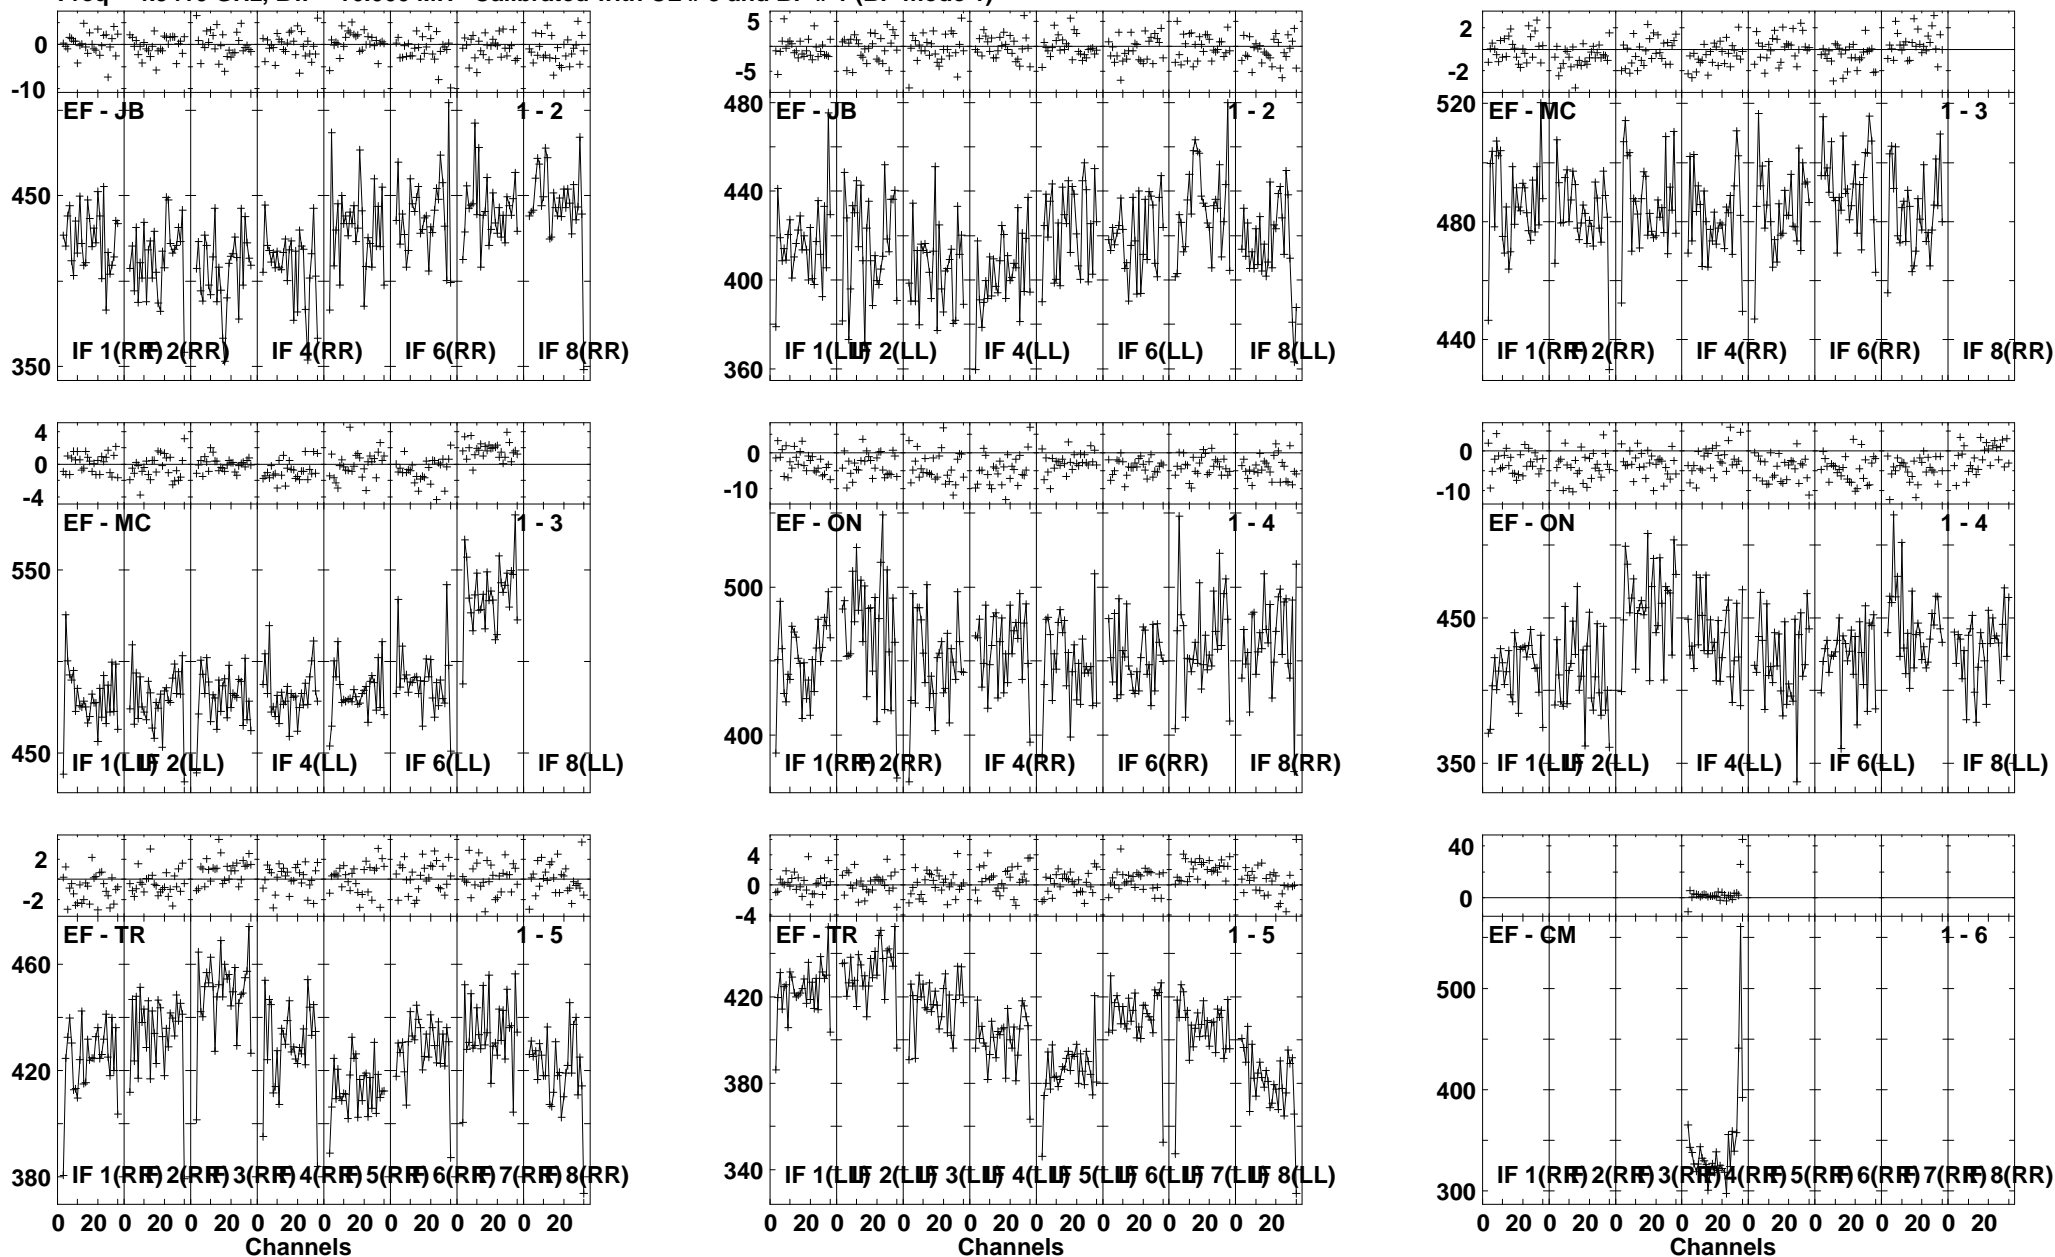 0 5 2
-10 0 -2
-5
EF - JB 1 - 2 EF - JB 1 - 2 EF - MC 1 - 3
450 480 520
350 440 480
400 440
360
IF 1(RR) IF 2(RR) IF 4(RR) IF 6(RR) IF 8(RR)
IF 1(LL) IF 2(LL) IF 4(LL) IF 6(LL) IF 8(LL)
IF 1(RR) IF 2(RR) IF 4(RR) IF 6(RR) IF 8(RR)
4 0 0
0 -10 -10
-4
EF - MC 1 - 3 EF - ON 1 - 4 EF - ON 1 - 4
550 500 450
450 400 350
IF 1(LL) IF 2(LL) IF 4(LL) IF 6(LL) IF 8(LL)
IF 1(RR) IF 2(RR) IF 4(RR) IF 6(RR) IF 8(RR)
IF 1(LL) IF 2(LL) IF 4(LL) IF 6(LL) IF 8(LL)
2 4 40
-2 0 20
-4 0
EF - TR 1 - 5 EF - TR 1 - 5 EF - CM 1 - 6
460 420 500
420 380 400
380 340 300
IF 1(RR) IF 2(RR) IF 3(RR) IF 4(RR) IF 5(RR) IF 6(RR) IF 7(RR) IF 8(RR)
IF 1(LL) IF 2(LL) IF 3(LL) IF 4(LL) IF 5(LL) IF 6(LL) IF 7(LL) IF 8(LL)
IF 1(RR) IF 2(RR) IF 3(RR) IF 4(RR) IF 5(RR) IF 6(RR) IF 7(RR) IF 8(RR)
0 20 0 20 0 20 0 20 0 20 0 20 0 20 0 20
0 20 0 20 0 20 0 20 0 20 0 20 0 20 0 20
0 20 0 20 0 20 0 20 0 20 0 20 0 20 0 20
Channels Channels Channels